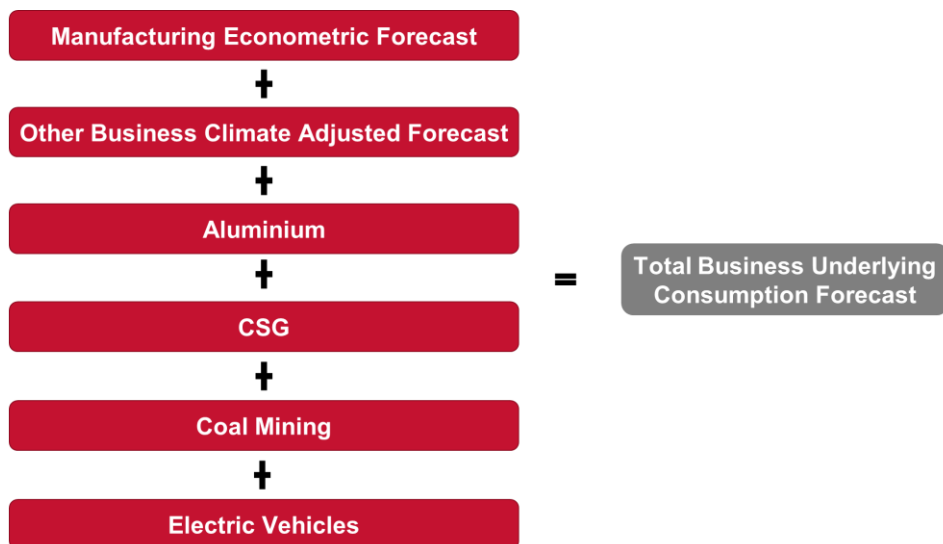 Manufacturing Econometric Forecast
+
Other Business Climate Adjusted Forecast
+
Aluminium
+
CSG
+
Coal Mining
+
Electric Vehicles
=
Total Business Underlying
Consumption Forecast